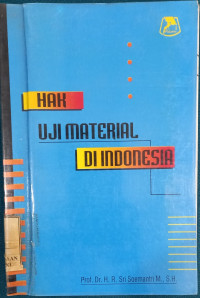 HAK
UJI MATERIAL
DI INDONESIA
Prof. Dr. H. R. Sri Soemantri M., S.H.